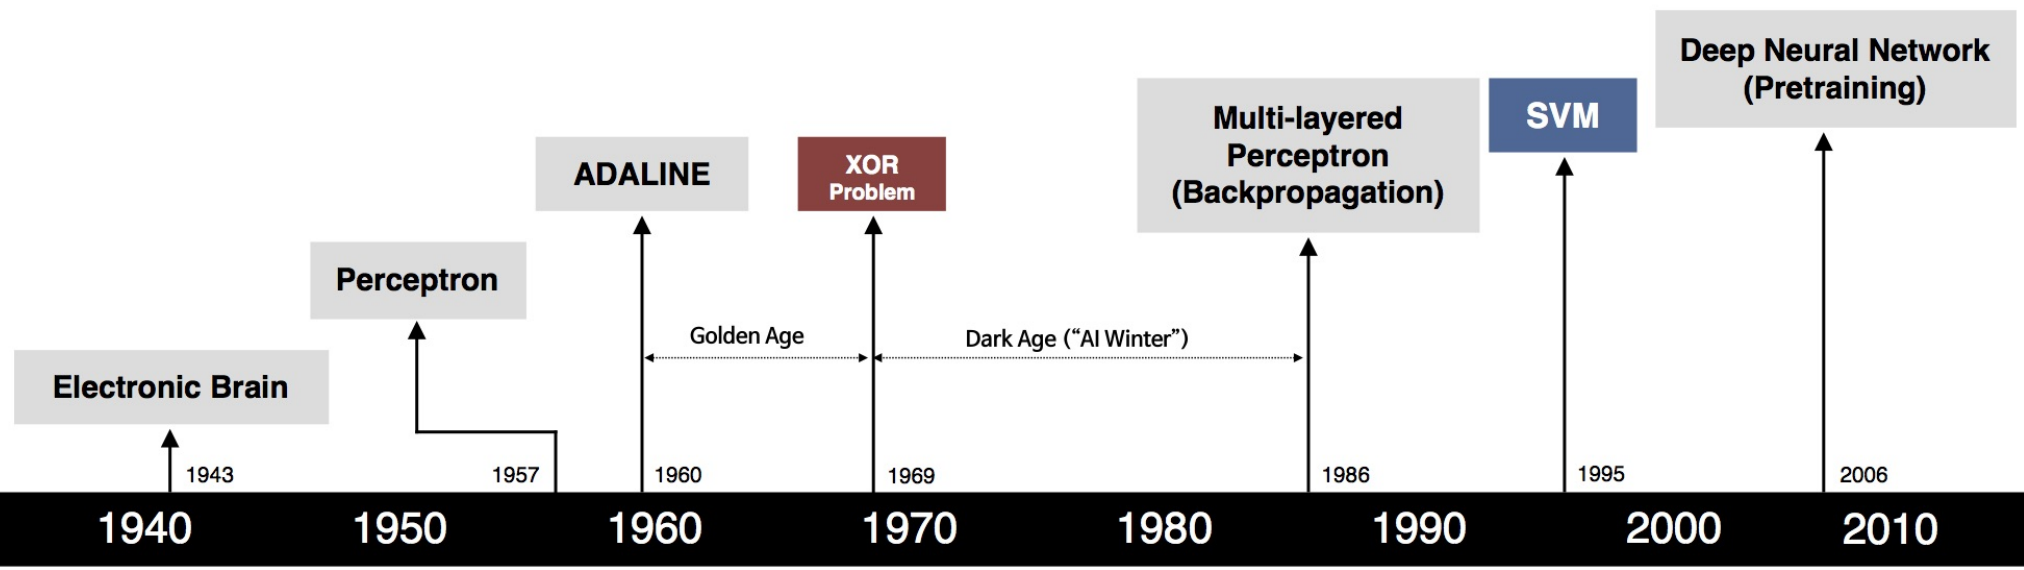 Deep Neural Network
(Pretraining)
Multi-layered
Perceptron
(Backpropagation)
SVM
ADALINE
XOR
Problem
Perceptron
Golden Age
Dark Age (“AI Winter”)
Electronic Brain
1943
1957
1960
1969
1986
1995
2006
1940
1950
1960
1970
1980
1990
2000
2010